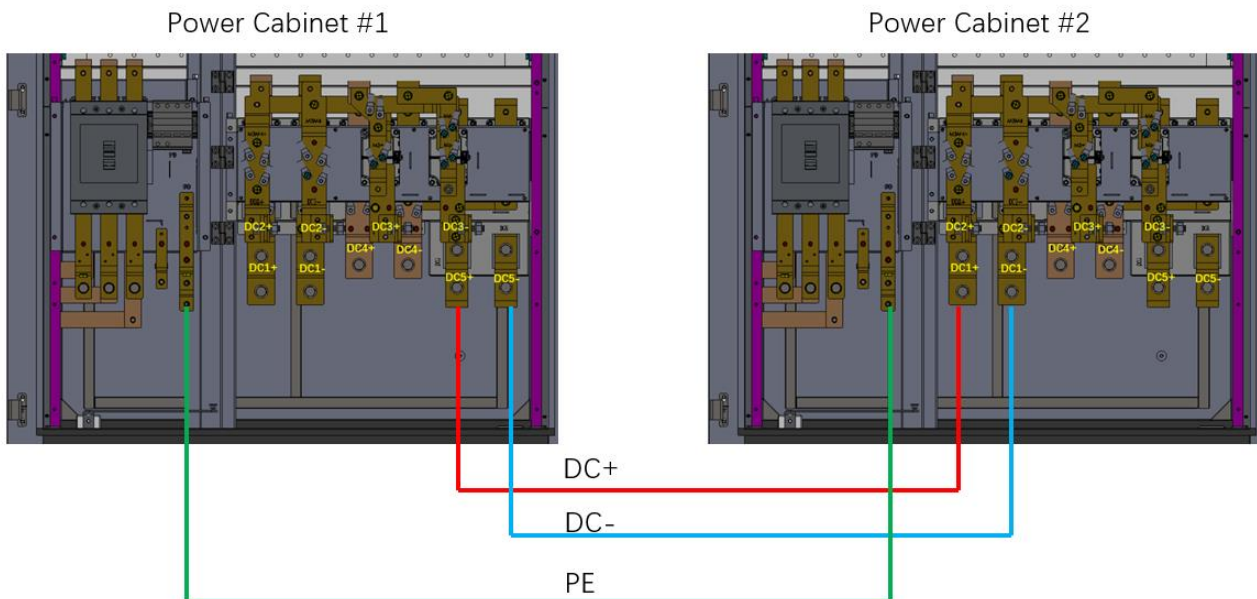 Power Cabinet #1
Power Cabinet #2
DC2+ DC2- DC3+ DC3-
DC1+ DC1- DC4+ DC4-
DC5+ DC5-
DC2+ DC2- DC3+ DC3-
DC1+ DC1- DC4+ DC4-
DC5+ DC5-
DC+
DC-
PE